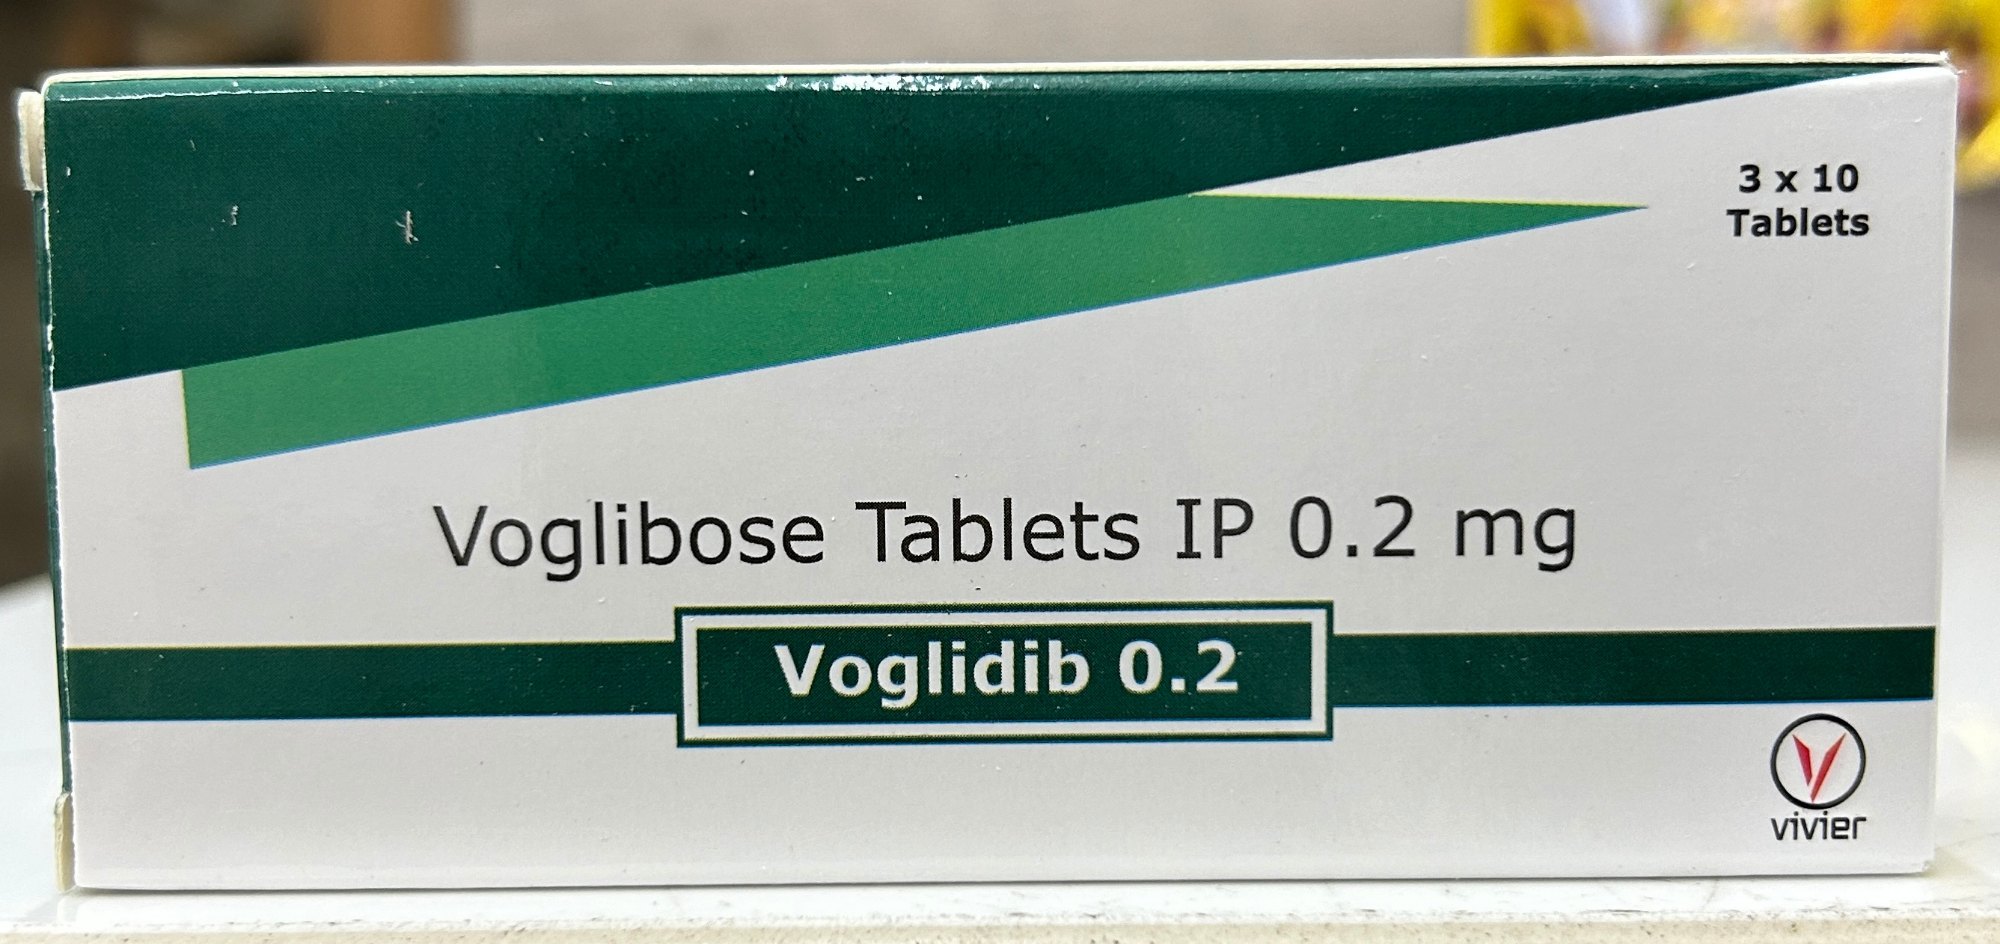 3 x 10
Tablets
Voglibose Tablets IP 0.2 mg
Voglidib 0.2
vivier